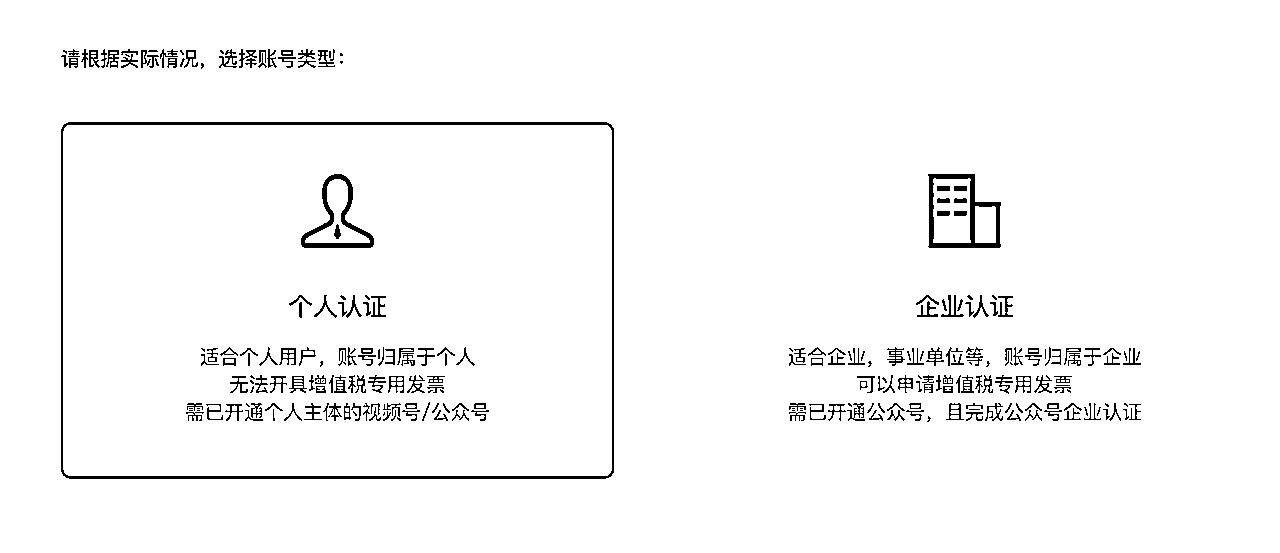 请根据实际情况，选择账号类型：
个人认证
适合个人用户，账号归属于个人
无法开具增值税专用发票
需已开通个人主体的视频号/公众号
企业认证
适合企业，事业单位等，账号归属于企业
可以申请增值税专用发票
需已开通公众号，且完成公众号企业认证